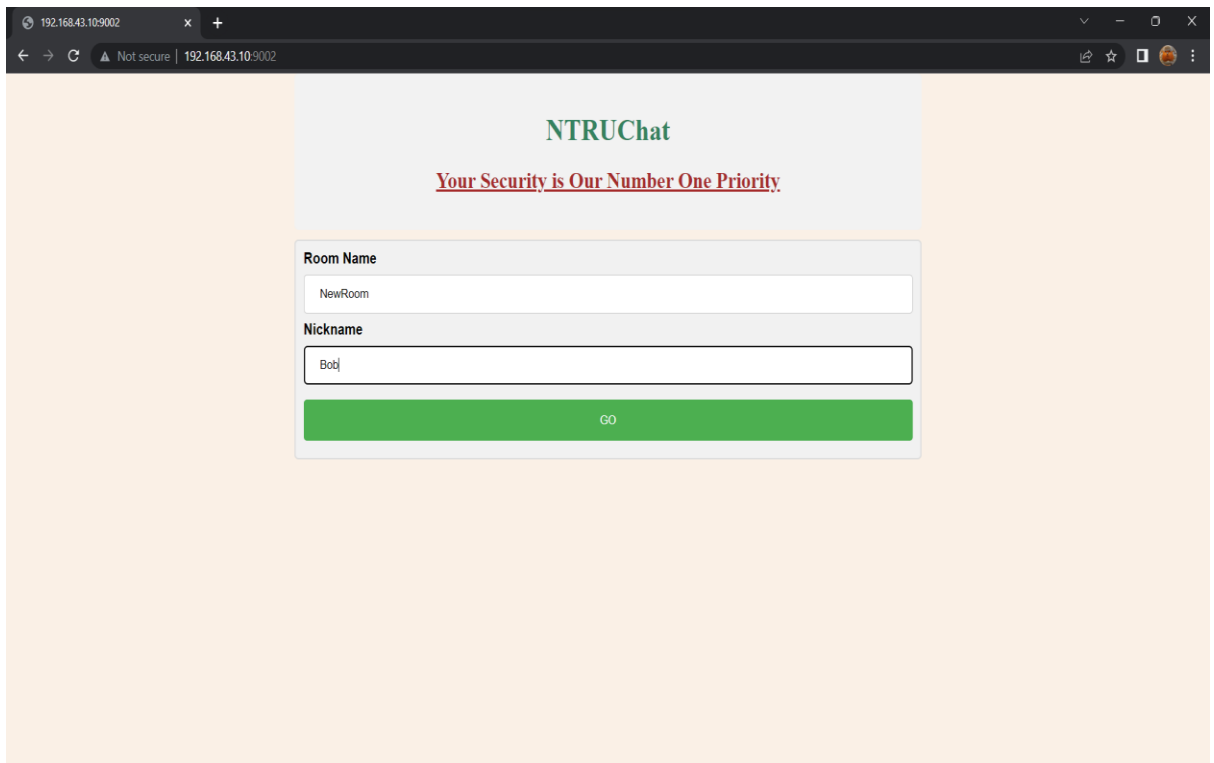 192.168.43.10:9002
Not secure | 192.168.43.10:9002
NTRUChat
Your Security is Our Number One Priority
Room Name
NewRoom
Nickname
Bob
GO